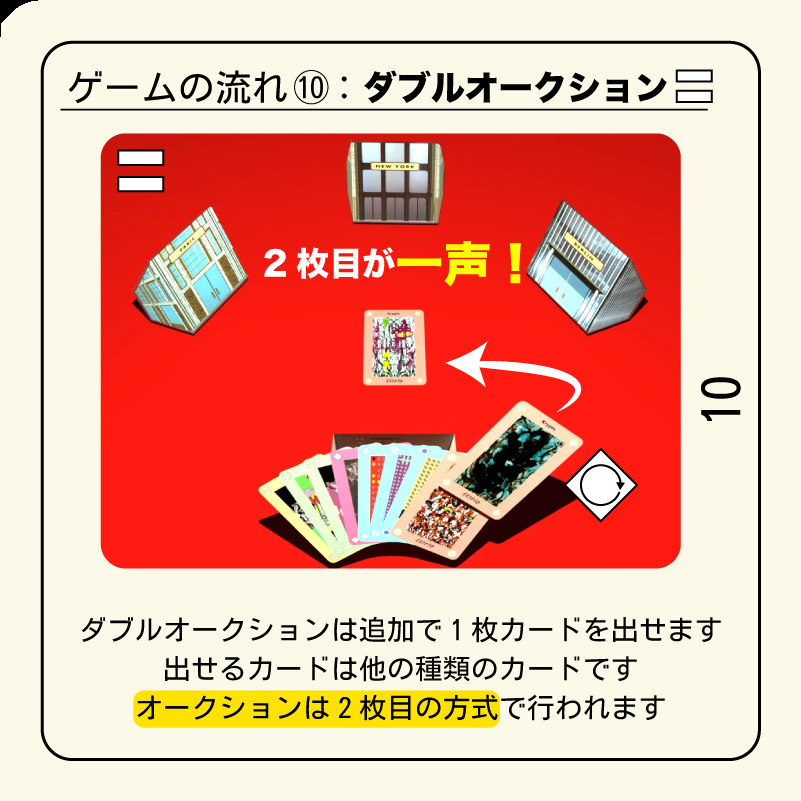 ゲームの流れ⑩：ダブルオークション
NEW YORK
PARIS
BERLIN
2枚目が一声！
Krypto
Krypto
10
ダブルオークションは追加で1枚カードを出せます
出せるカードは他の種類のカードです
オークションは2枚目の方式で行われます